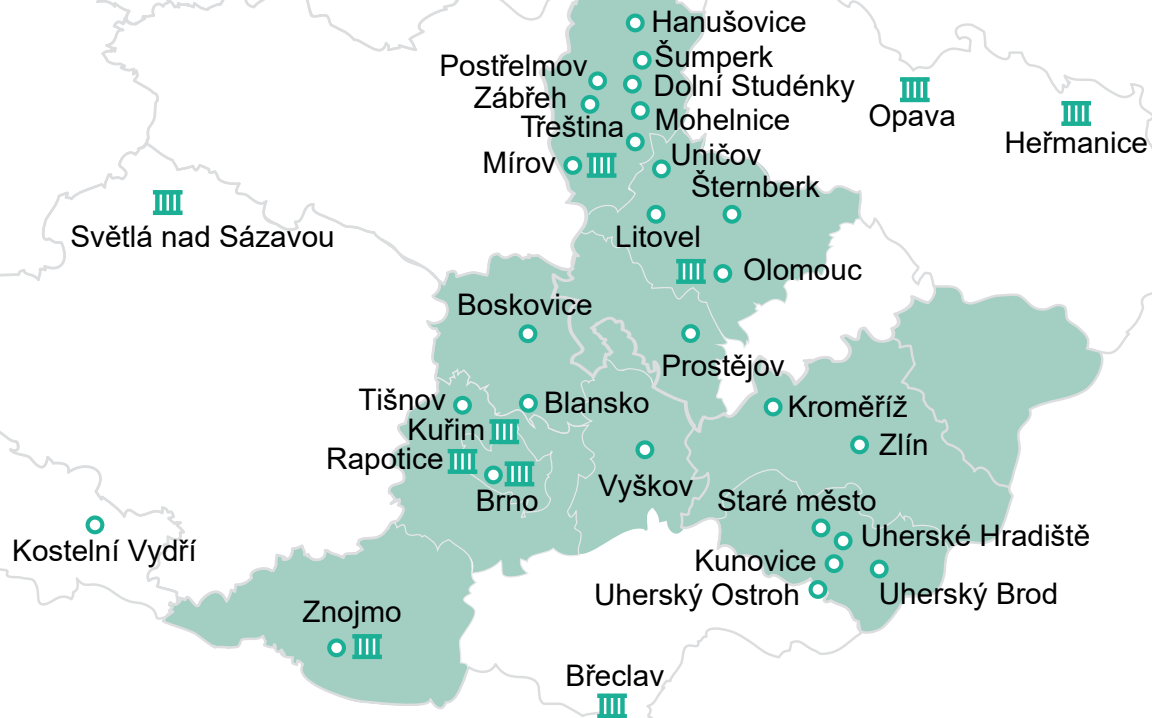 Hanušovice
Šumperk
Postřelmov
Dolní Studénky
Zábřeh
Mohelnice
Třeština
Opava
Heřmanice
Mírov
Uničov
Šternberk
Světlá nad Sázavou
Litovel
Olomouc
Boskovice
Prostějov
Tišnov
Blansko
Kroměříž
Kuřim
Zlín
Rapotice
Vyškov
Brno
Staré město
Uherské Hradiště
Kostelní Vydří
Kunovice
Uherský Ostroh
Uherský Brod
Znojmo
Břeclav